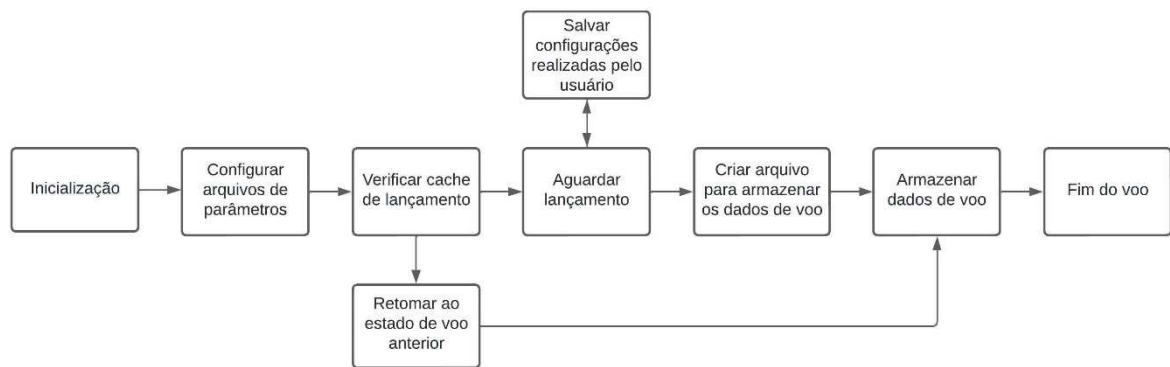 Salvar
configurações
realizadas pelo
usuário
Inicialização
Configurar
arquivos de
parâmetros
Verificar cache
de lançamento
Aguardar
lançamento
Criar arquivo
para armazenar
os dados de voo
Armazenar
dados de voo
Fim do voo
Retomar ao
estado de voo
anterior